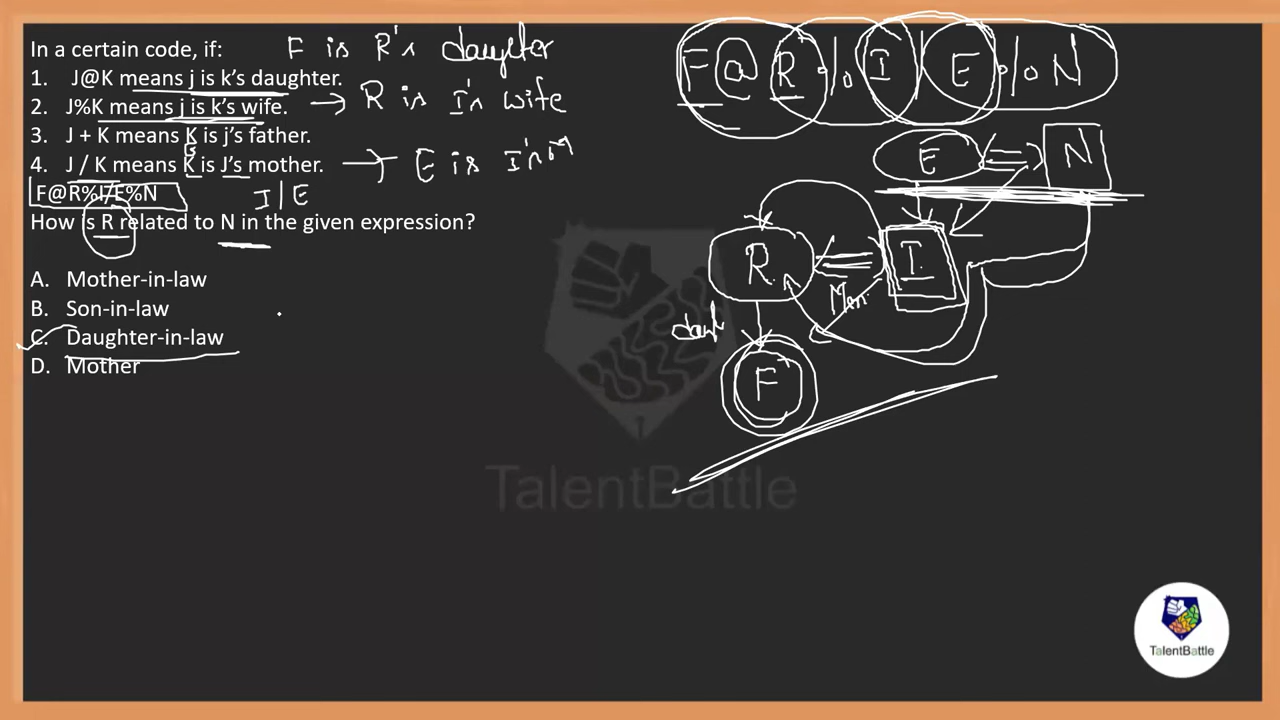 In a certain code, if: F is R's daughter
1. J@K means j is k's daughter.
2. J%K means j is k's wife. → R is I's wife
3. J + K means K is j's father.
4. J / K means K is J's mother. → E is I's M
F@R%I/E%N I/E
How is R related to N in the given expression?
A. Mother-in-law
B. Son-in-law
C. Daughter-in-law
D. Mother
F@R%I/E%N
E N
R I
F
TalentBattle
TalentBattle